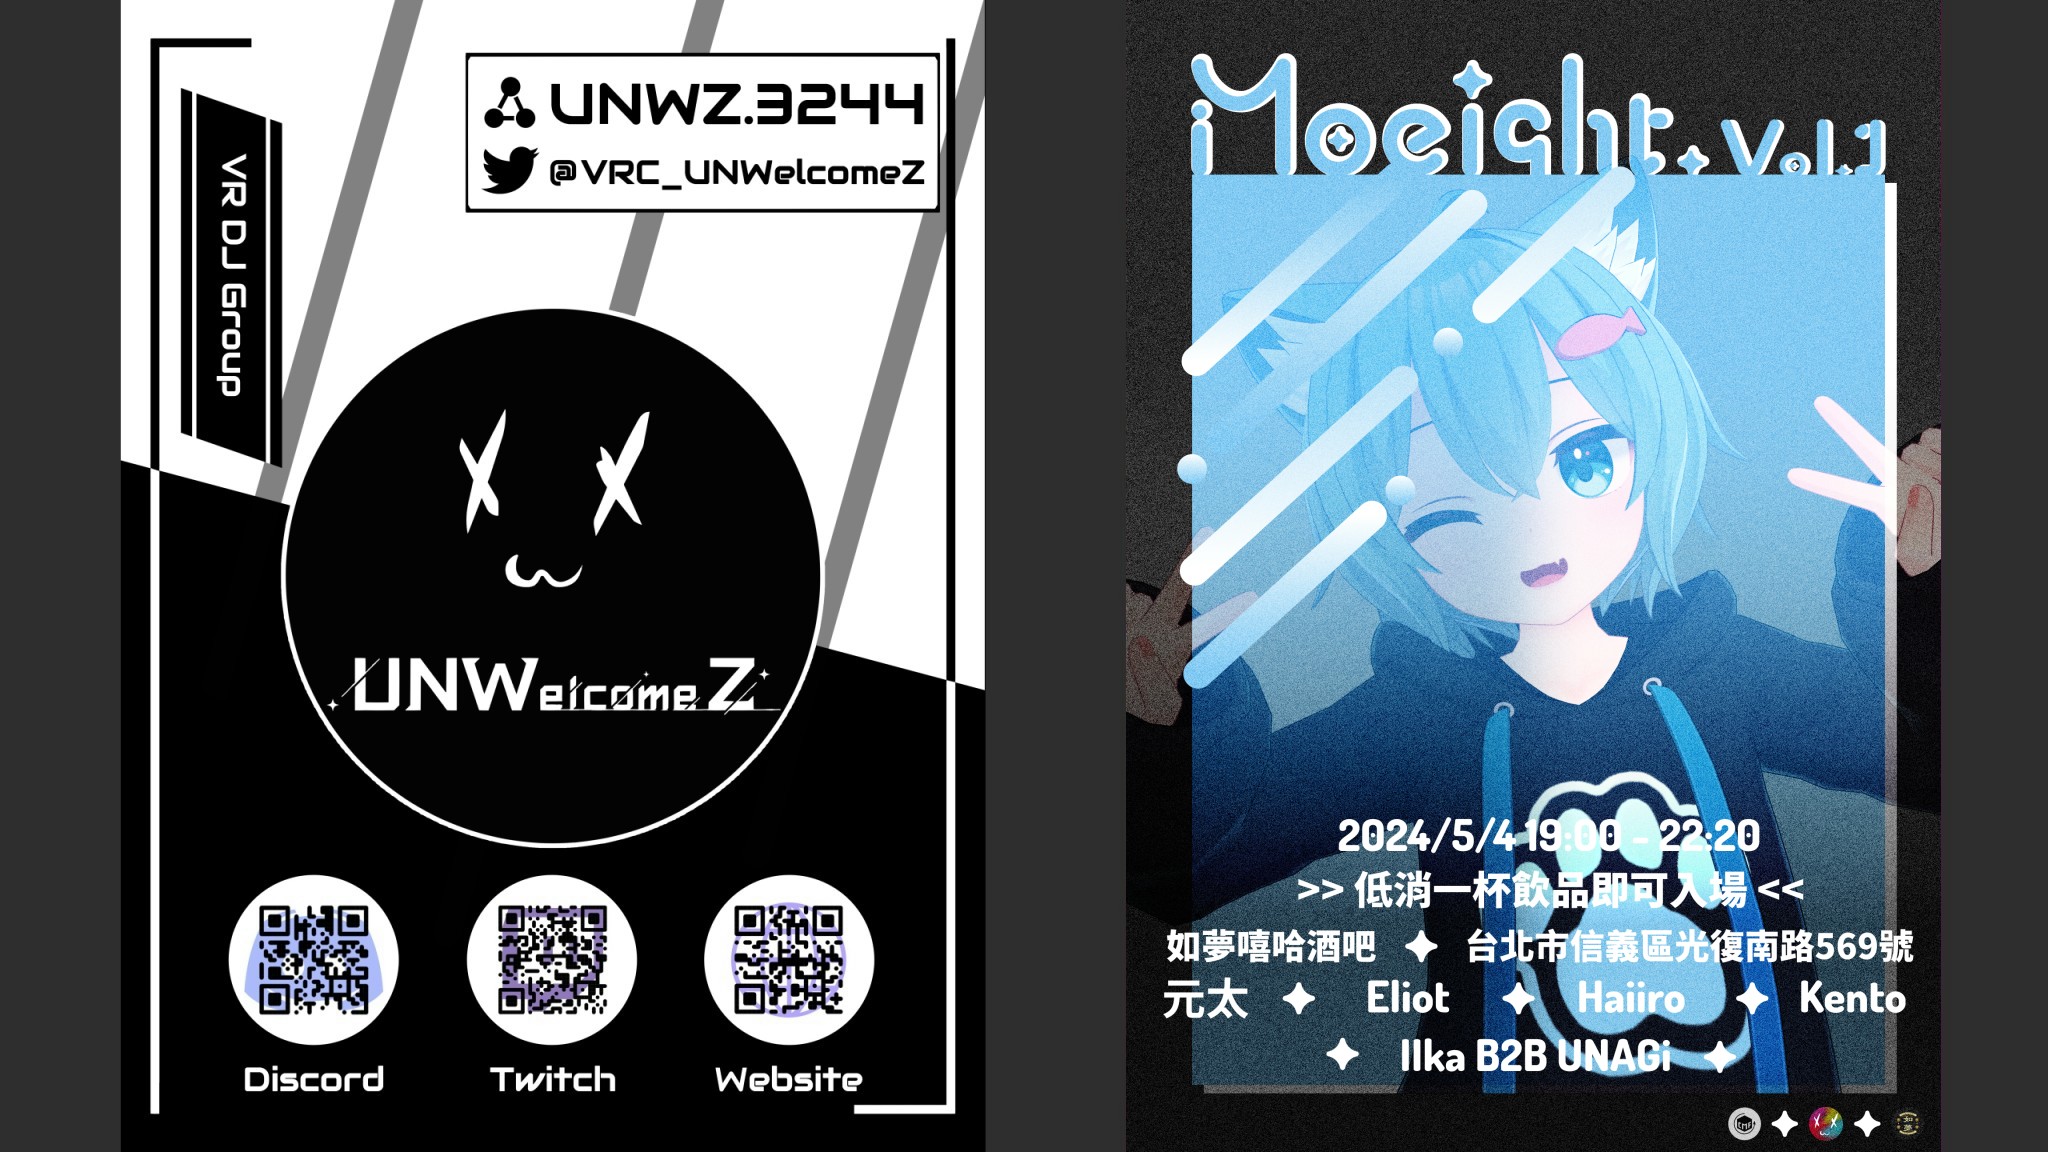 UNWZ.3244
@VRC_UNWelcomeZ
VR DJ Group
UNWelcomeZ
Discord
Twitch
Website
iMoeight Vol.1
2024/5/4 19:00 - 22:20
>> 低消一杯飲品即可入場 <<
如夢嘻哈酒吧 台北市信義區光復南路569號
元太 Eliot Haiiro Kento
Ilka B2B UNAGi
如夢